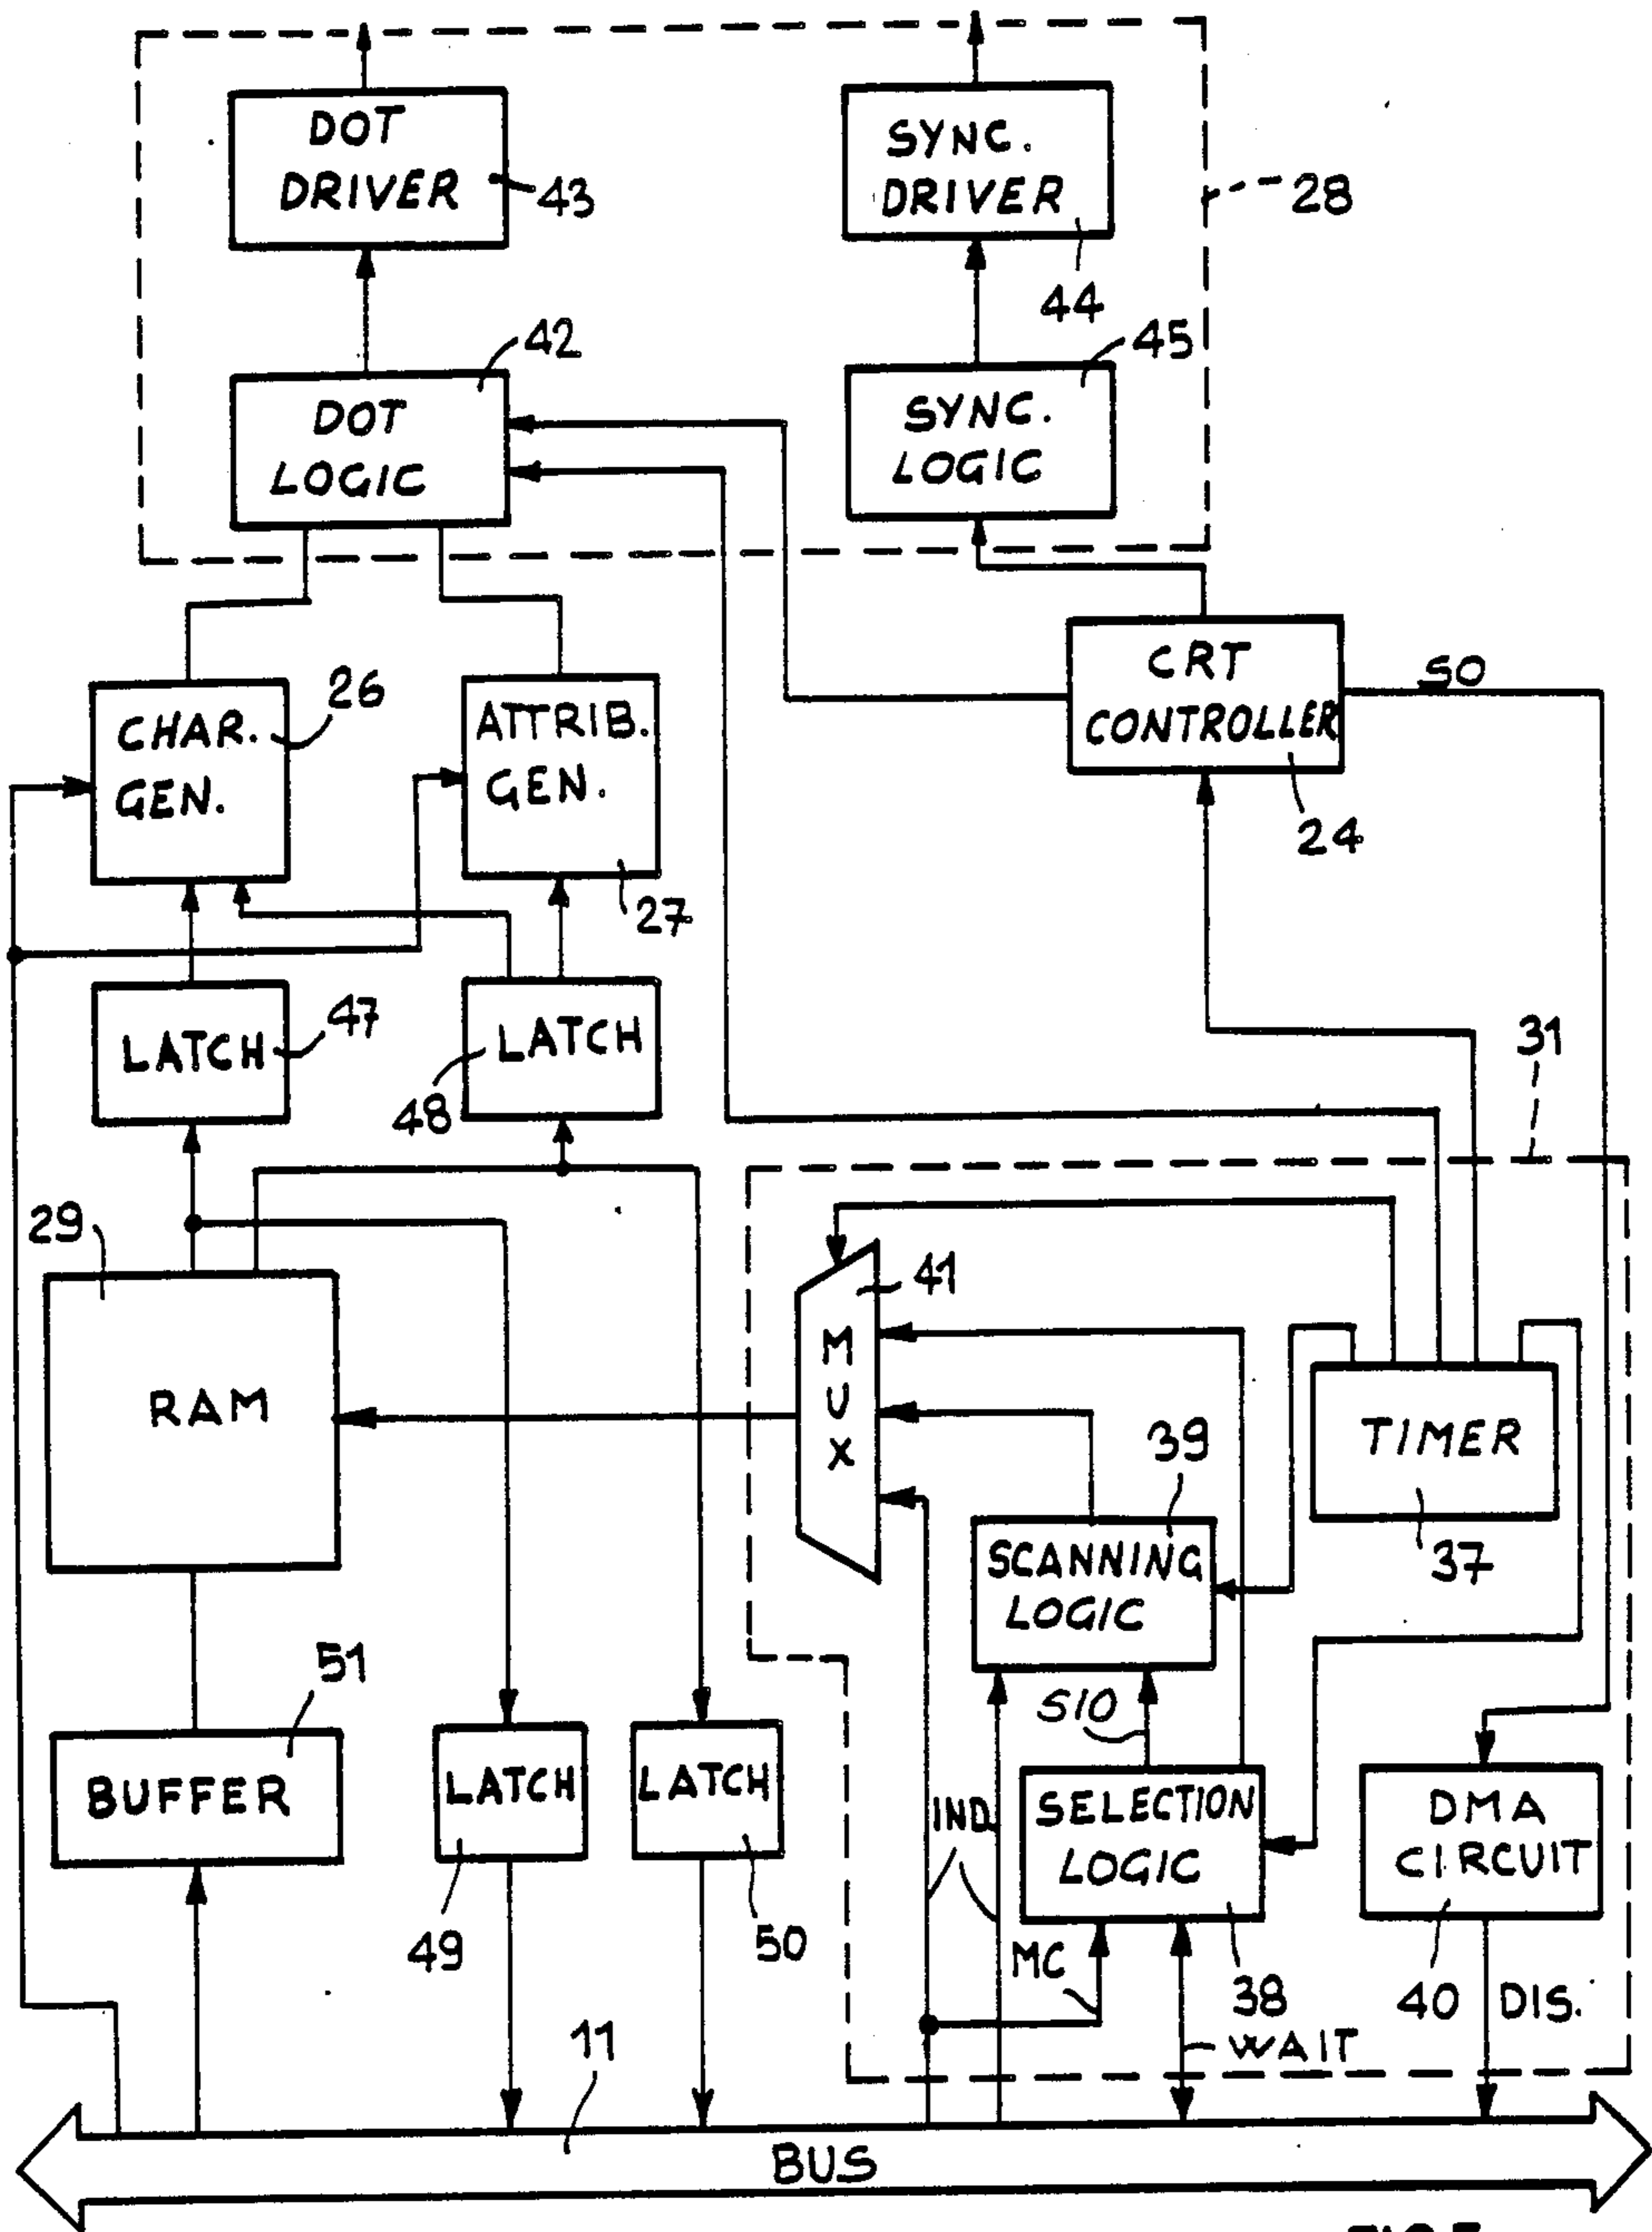 DOT
DRIVER
43
SYNC.
DRIVER
44
28
DOT
LOGIC
42
SYNC.
LOGIC
45
CHAR.
GEN.
26
ATTRIB.
GEN.
27
CRT
CONTROLLER
24
SO
LATCH
47
LATCH
48
31
29
RAM
MUX
41
TIMER
37
SCANNING
LOGIC
39
S10
BUFFER
51
LATCH
49
LATCH
50
IND.
SELECTION
LOGIC
38
MC
WAIT
DMA
CIRCUIT
40
DIS.
11
BUS